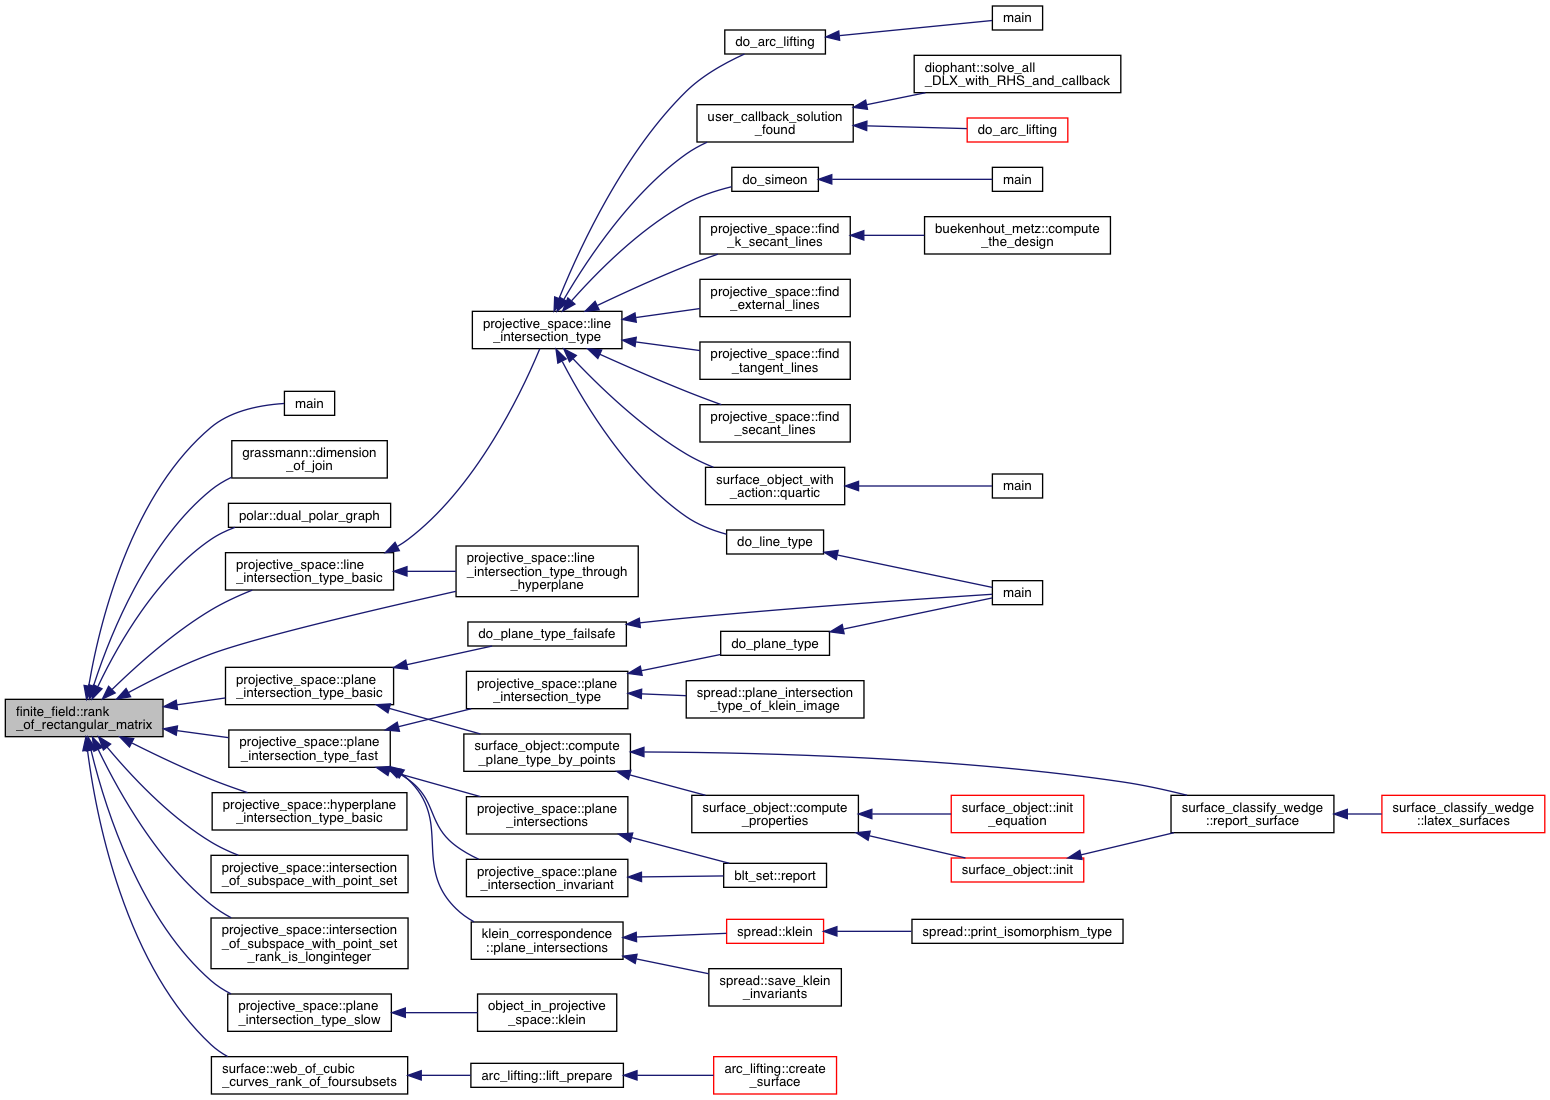 main
do_arc_lifting
diophant::solve_all
_DLX_with_RHS_and_callback
user_callback_solution
_found
do_arc_lifting
do_simeon
main
projective_space::find
_k_secant_lines
buekenhout_metz::compute
_the_design
projective_space::find
_external_lines
projective_space::line
_intersection_type
projective_space::find
_tangent_lines
main
projective_space::find
_secant_lines
grassmann::dimension
_of_join
surface_object_with
_action::quartic
main
polar::dual_polar_graph
do_line_type
projective_space::line
_intersection_type_basic
projective_space::line
_intersection_type_through
_hyperplane
main
do_plane_type_failsafe
do_plane_type
projective_space::plane
_intersection_type_basic
projective_space::plane
_intersection_type
spread::plane_intersection
_type_of_klein_image
finite_field::rank
_of_rectangular_matrix
projective_space::plane
_intersection_type_fast
surface_object::compute
_plane_type_by_points
projective_space::hyperplane
_intersection_type_basic
projective_space::plane
_intersections
surface_object::compute
_properties
surface_object::init
_equation
surface_classify_wedge
::report_surface
surface_classify_wedge
::latex_surfaces
projective_space::intersection
_of_subspace_with_point_set
projective_space::plane
_intersection_invariant
blt_set::report
surface_object::init
projective_space::intersection
_of_subspace_with_point_set
_rank_is_longinteger
klein_correspondence
::plane_intersections
spread::klein
spread::print_isomorphism_type
spread::save_klein
_invariants
projective_space::plane
_intersection_type_slow
object_in_projective
_space::klein
surface::web_of_cubic
_curves_rank_of_foursubsets
arc_lifting::lift_prepare
arc_lifting::create
_surface